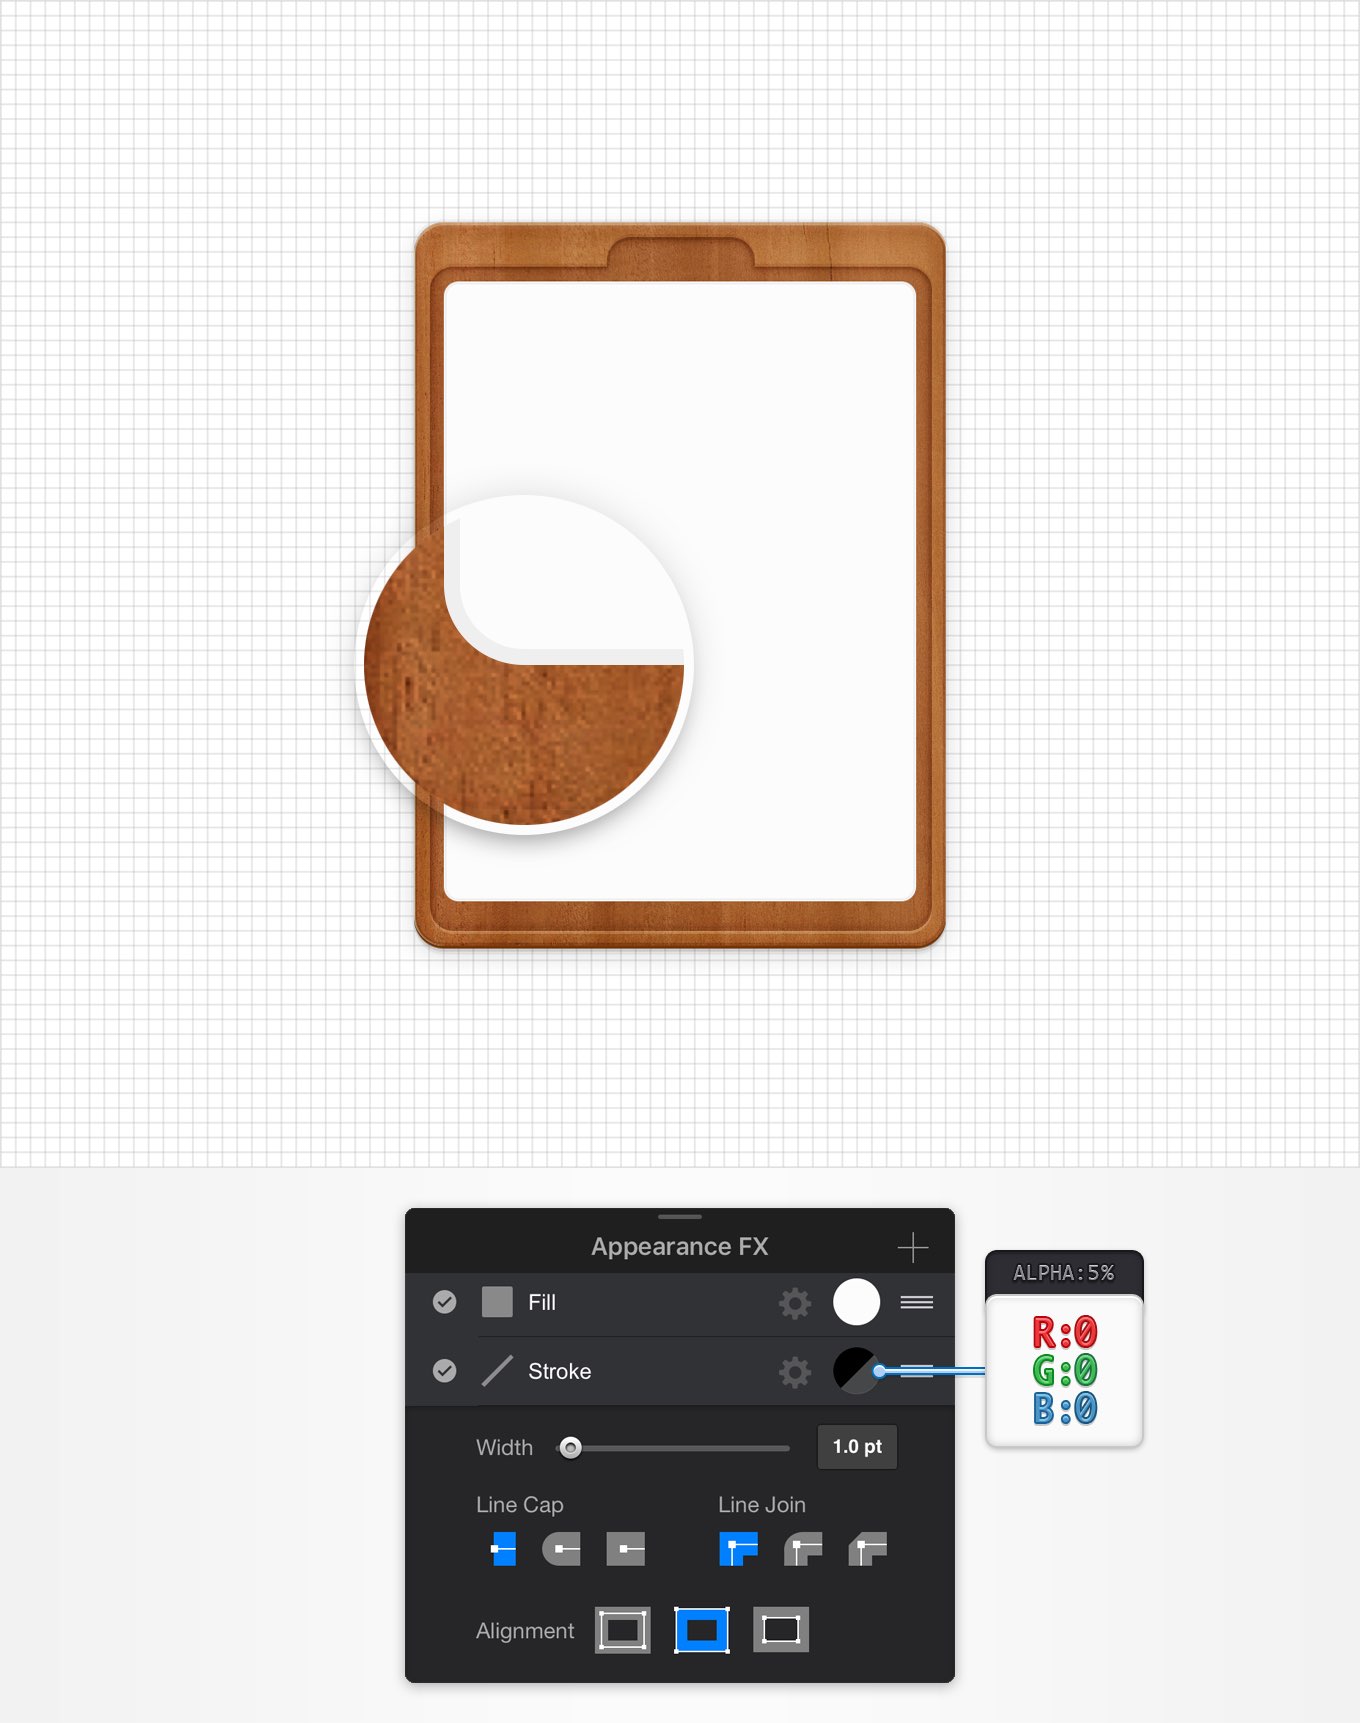 Appearance FX
Fill
Stroke
ALPHA:5%
R:0
G:0
B:0
Width
1.0 pt
Line Cap
Line Join
Alignment